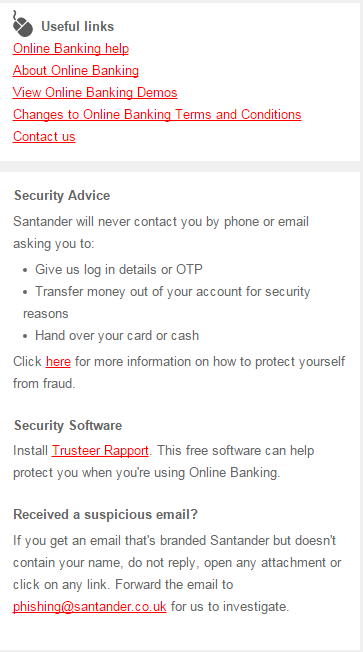 Useful links
Online Banking help
About Online Banking
View Online Banking Demos
Changes to Online Banking Terms and Conditions
Contact us
Security Advice
Santander will never contact you by phone or email
asking you to:
• Give us log in details or OTP
• Transfer money out of your account for security
reasons
• Hand over your card or cash
Click here for more information on how to protect yourself
from fraud.
Security Software
Install Trusteer Rapport. This free software can help
protect you when you're using Online Banking.
Received a suspicious email?
If you get an email that's branded Santander but doesn't
contain your name, do not reply, open any attachment or
click on any link. Forward the email to
phishing@santander.co.uk for us to investigate.